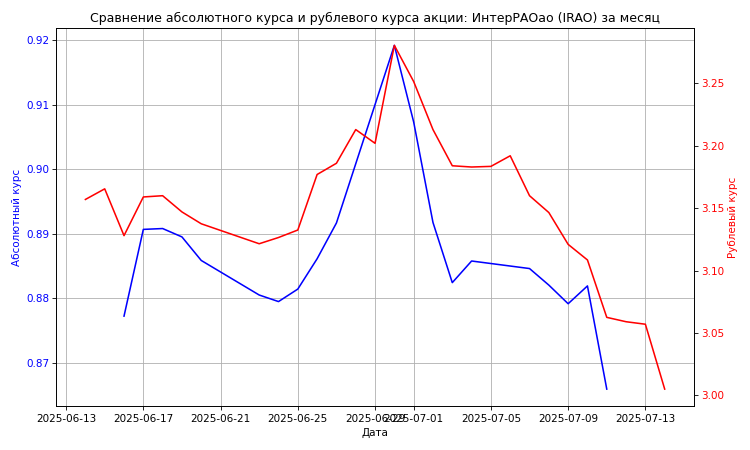 Сравнение абсолютного курса и рублевого курса акции: ИнтерРАОао (IRAO) за месяц
0.92
0.91
0.90
0.89
0.88
0.87
Абсолютный курс
3.25
3.20
3.15
3.10
3.05
3.00
Рублевый курс
2025-06-13 2025-06-17 2025-06-21 2025-06-25 2025-06-29 2025-07-01 2025-07-05 2025-07-09 2025-07-13
Дата